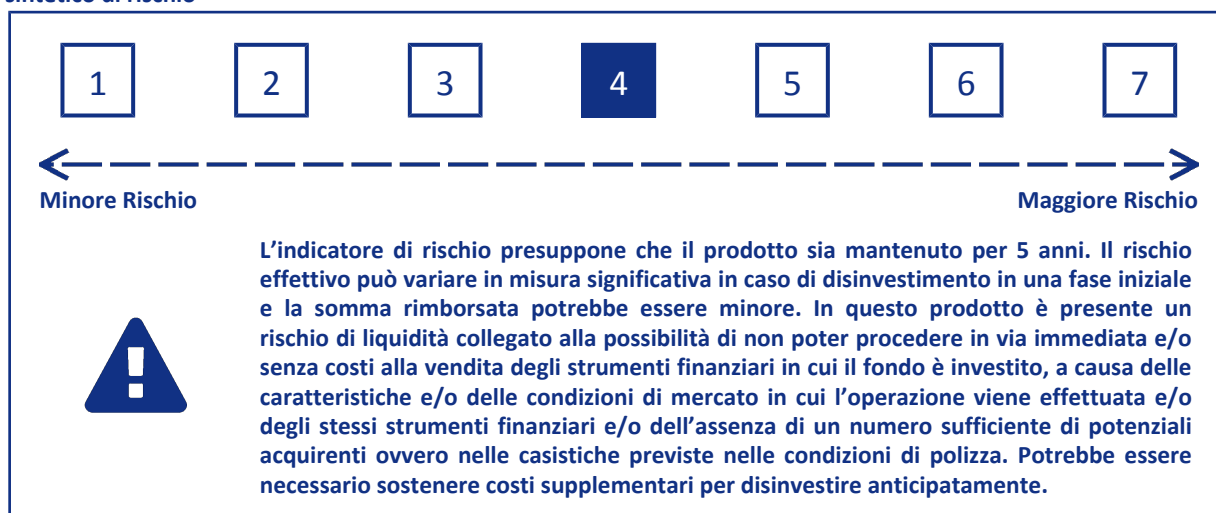 sintetico di rischio
1 2 3 4 5 6 7
Minore Rischio Maggiore Rischio
L’indicatore di rischio presuppone che il prodotto sia mantenuto per 5 anni. Il rischio
effettivo può variare in misura significativa in caso di disinvestimento in una fase iniziale
e la somma rimborsata potrebbe essere minore. In questo prodotto è presente un
rischio di liquidità collegato alla possibilità di non poter procedere in via immediata e/o
senza costi alla vendita degli strumenti finanziari in cui il fondo è investito, a causa delle
caratteristiche e/o delle condizioni di mercato in cui l’operazione viene effettuata e/o
degli stessi strumenti finanziari e/o dell’assenza di un numero sufficiente di potenziali
acquirenti ovvero nelle casistiche previste nelle condizioni di polizza. Potrebbe essere
necessario sostenere costi supplementari per disinvestire anticipatamente.